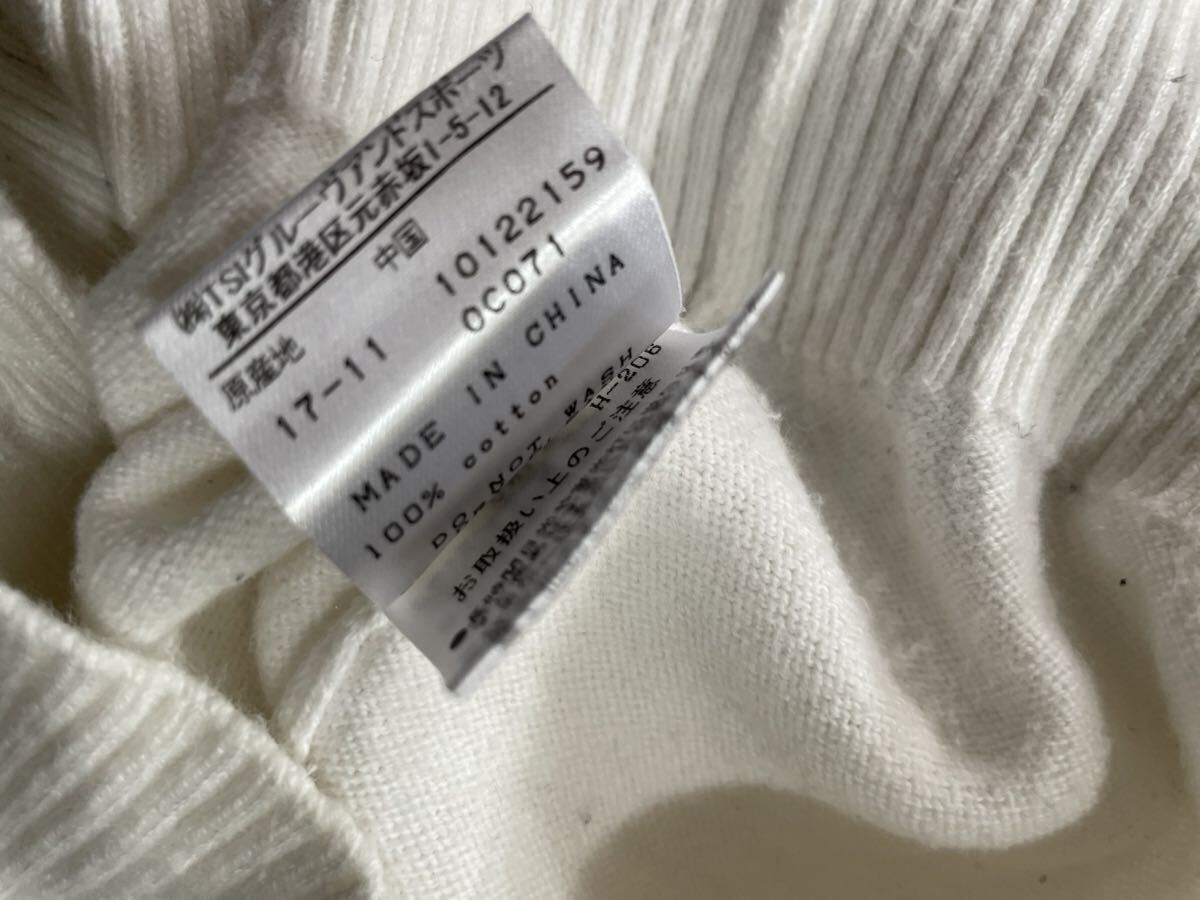 ㈱TSIグルーヴアンドスポーツ
東京都港区元赤坂1-5-12
原産地 中国 10122159
17-11 0C071
MADE IN CHINA
100% cotton
DO-NOT WASH
H-206
お取扱い上のご注意